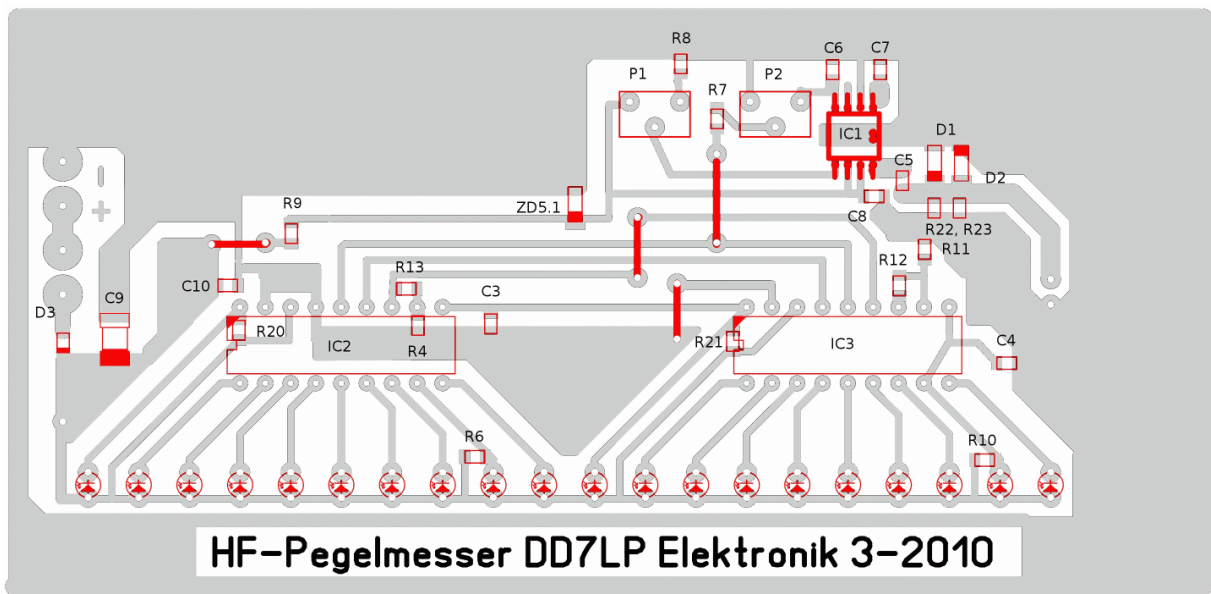 R8
C6
C7
P1
P2
R7
IC1
D1
C5
D2
ZD5.1
C8
R9
R22, R23
R11
R12
R13
C10
C9
C3
D3
R20
R4
IC2
R21
IC3
C4
R6
R10
- +
HF-Pegelmesser DD7LP Elektronik 3-2010